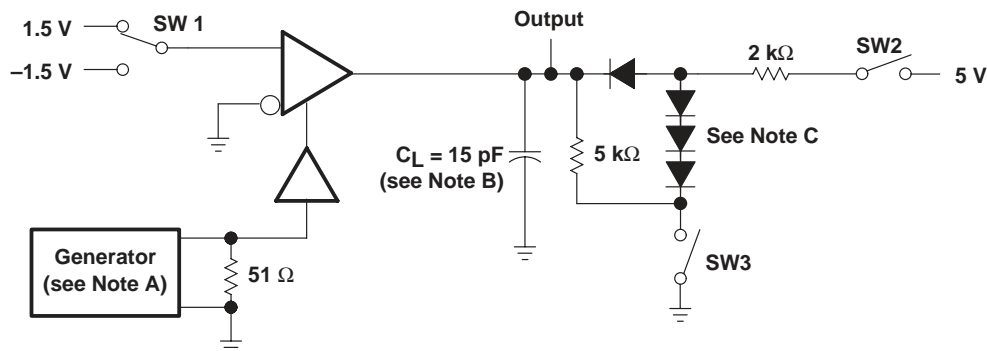 Output
1.5 V
SW 1
–1.5 V
2 kΩ
SW2
5 V
See Note C
CL = 15 pF
(see Note B)
5 kΩ
Generator
(see Note A)
51 Ω
SW3